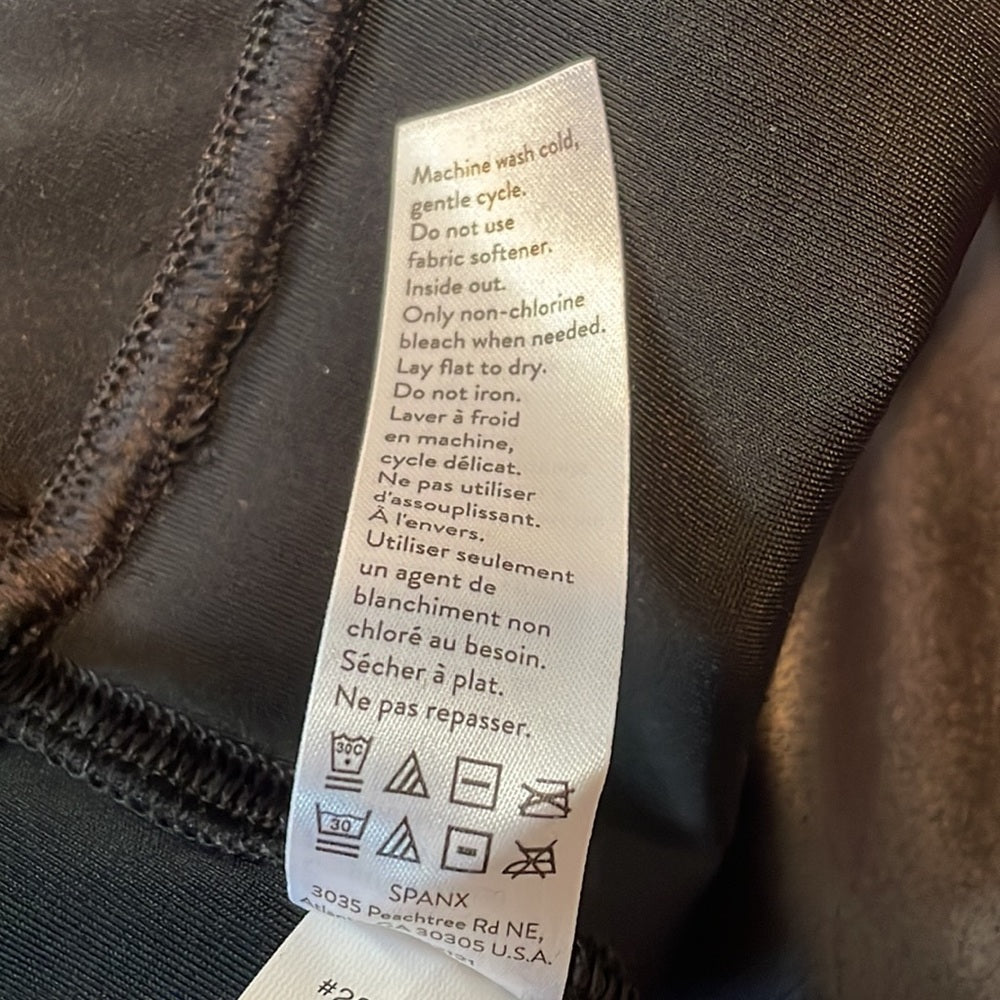 Machine wash cold,
gentle cycle.
Do not use
fabric softener.
Inside out.
Only non-chlorine
bleach when needed.
Lay flat to dry.
Do not iron.
Laver à froid
en machine,
cycle délicat.
Ne pas utiliser
d'assouplissant.
À l'envers.
Utiliser seulement
un agent de
blanchiment non
chloré au besoin.
Sécher à plat.
Ne pas repasser.
30C
30
SPANX
3035 Peachtree Rd NE,
GA 30305 U.S.A.